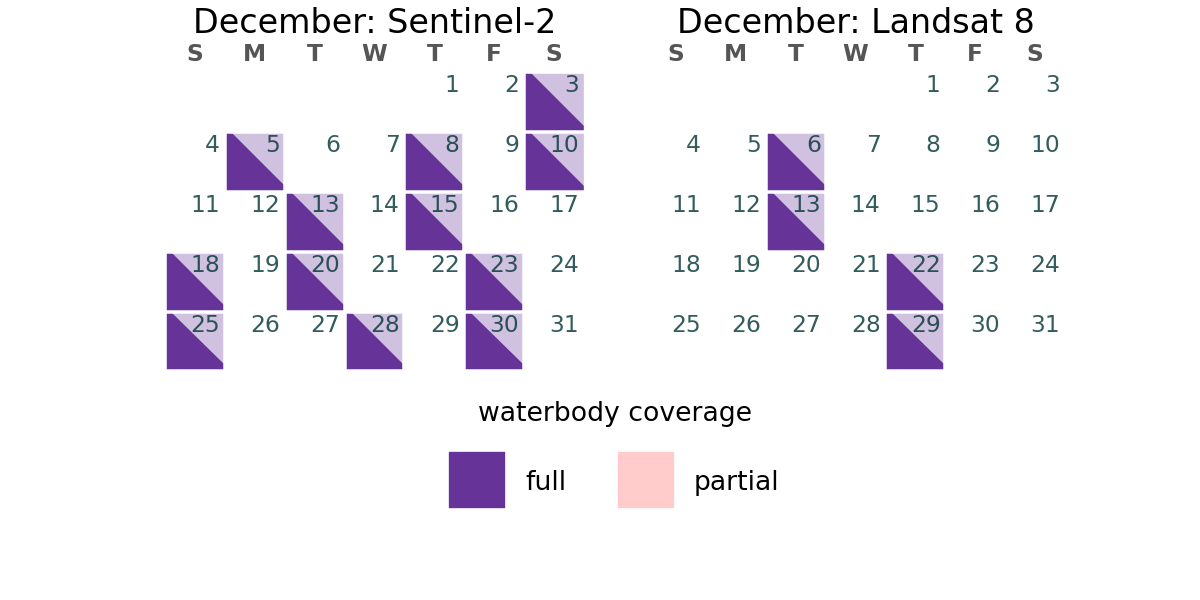 December: Sentinel-2
S M T W T F S
1 2 3
4 5 6 7 8 9 10
11 12 13 14 15 16 17
18 19 20 21 22 23 24
25 26 27 28 29 30 31
December: Landsat 8
S M T W T F S
1 2 3
4 5 6 7 8 9 10
11 12 13 14 15 16 17
18 19 20 21 22 23 24
25 26 27 28 29 30 31
waterbody coverage
full partial